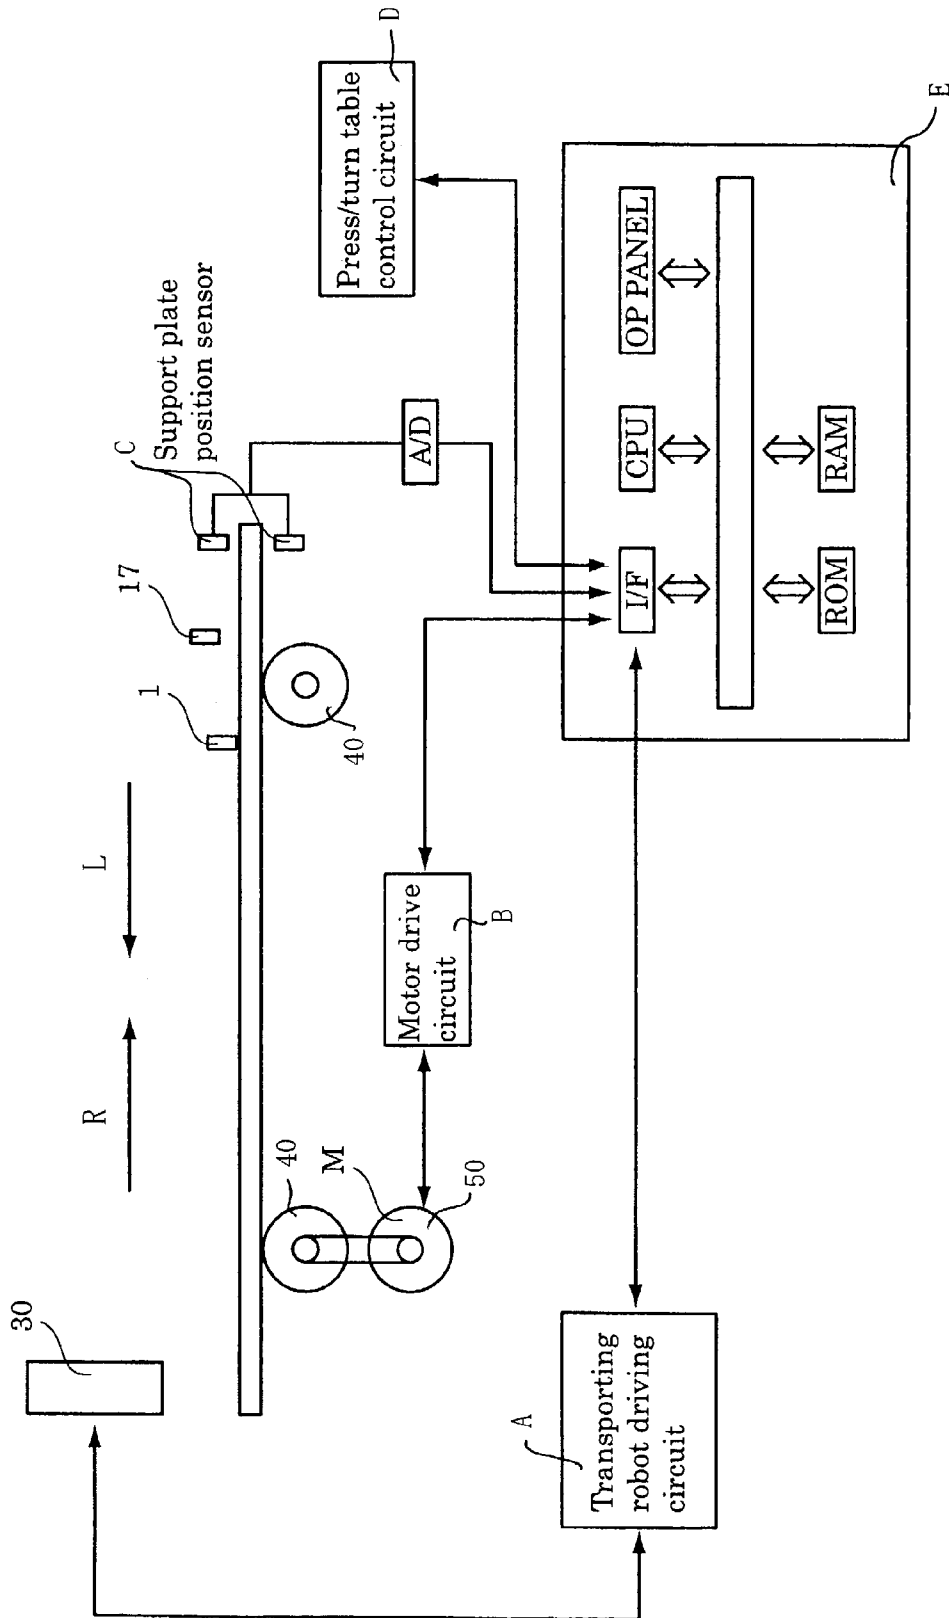 30
R
L
1
17
C
Support plate
position sensor
D
Press/turn table
control circuit
40
M
50
40
Motor drive
circuit
B
A/D
A
Transporting
robot driving
circuit
I/F
CPU
OP PANEL
ROM
RAM
E